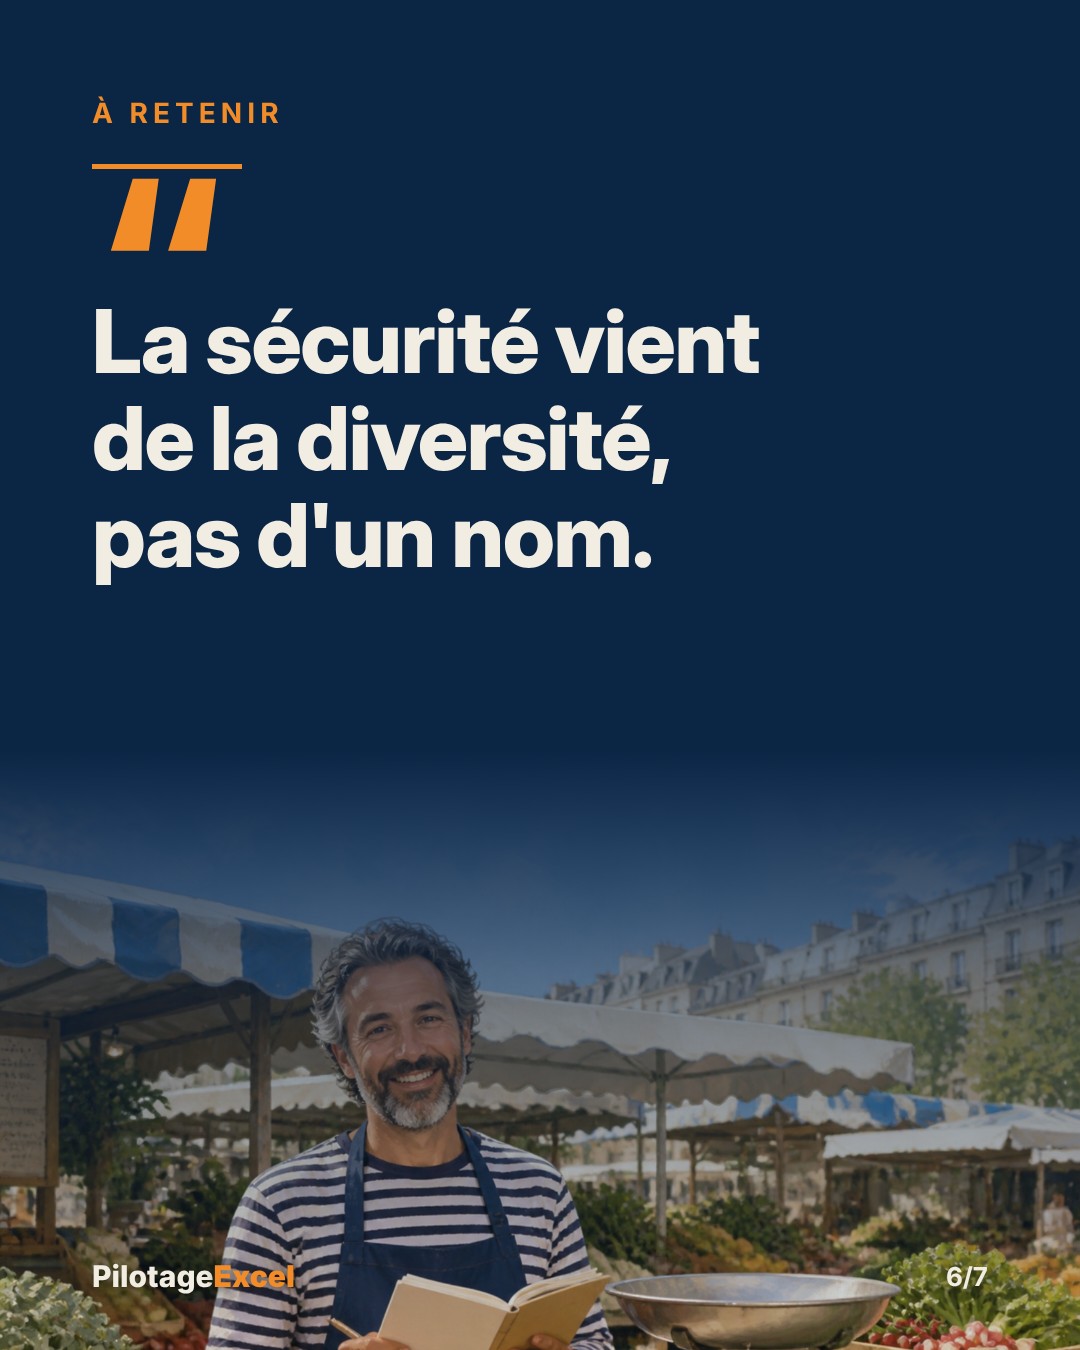 À RETENIR
"
La sécurité vient
de la diversité,
pas d'un nom.
PilotageExcel
6/7